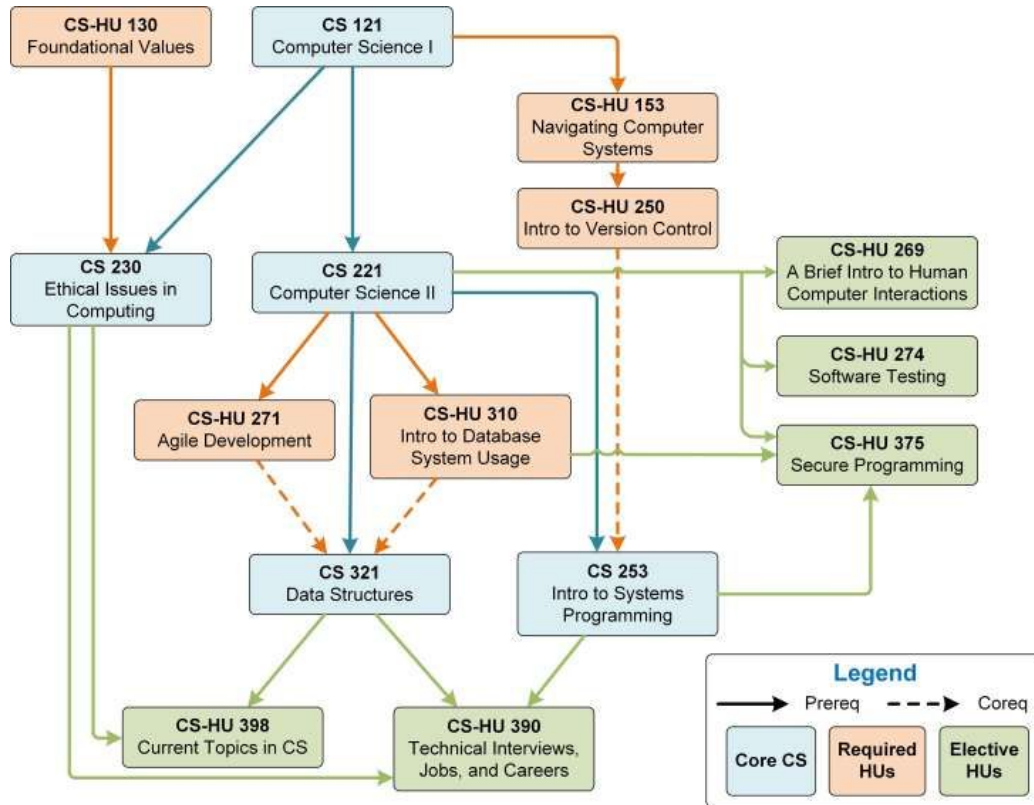 CS-HU 130
Foundational Values
CS 121
Computer Science I
CS-HU 153
Navigating Computer
Systems
CS-HU 250
Intro to Version Control
CS 230
Ethical Issues in
Computing
CS 221
Computer Science II
CS-HU 269
A Brief Intro to Human
Computer Interactions
CS-HU 274
Software Testing
CS-HU 271
Agile Development
CS-HU 310
Intro to Database
System Usage
CS-HU 375
Secure Programming
CS 321
Data Structures
CS 253
Intro to Systems
Programming
CS-HU 398
Current Topics in CS
CS-HU 390
Technical Interviews,
Jobs, and Careers
Legend
Prereq
Coreq
Core CS
Required
HUs
Elective
HUs